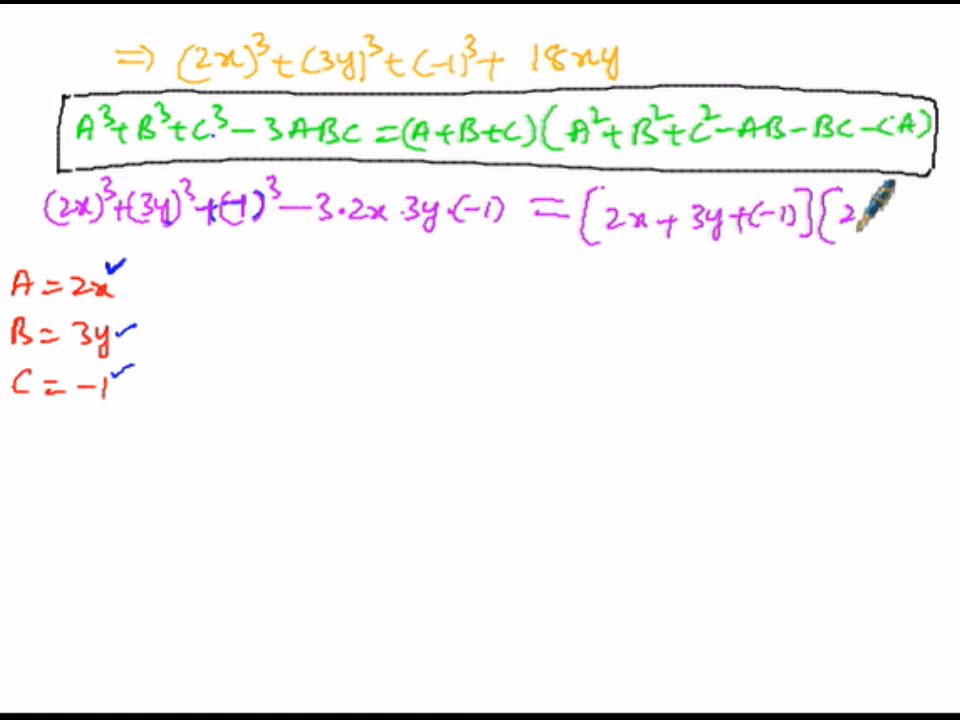 ⇒ (2x)³ + (3y)³ + (-1)³ + 18xy
A³ + B³ + C³ - 3ABC = (A+B+C) (A² + B² + C² - AB - BC - CA)
(2x)³ + (3y)³ + (-1)³ - 3·2x·3y·(-1) = [2x + 3y + (-1)] [2
A = 2x ✓
B = 3y ✓
C = -1 ✓